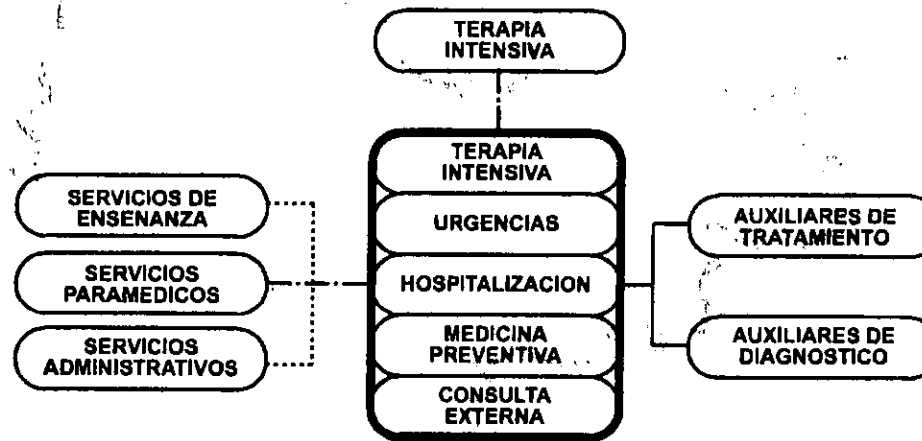 TERAPIA
INTENSIVA
TERAPIA
INTENSIVA
URGENCIAS
HOSPITALIZACION
MEDICINA
PREVENTIVA
CONSULTA
EXTERNA
SERVICIOS DE
ENSENANZA
SERVICIOS
PARAMEDICOS
SERVICIOS
ADMINISTRATIVOS
AUXILIARES DE
TRATAMIENTO
AUXILIARES DE
DIAGNOSTICO